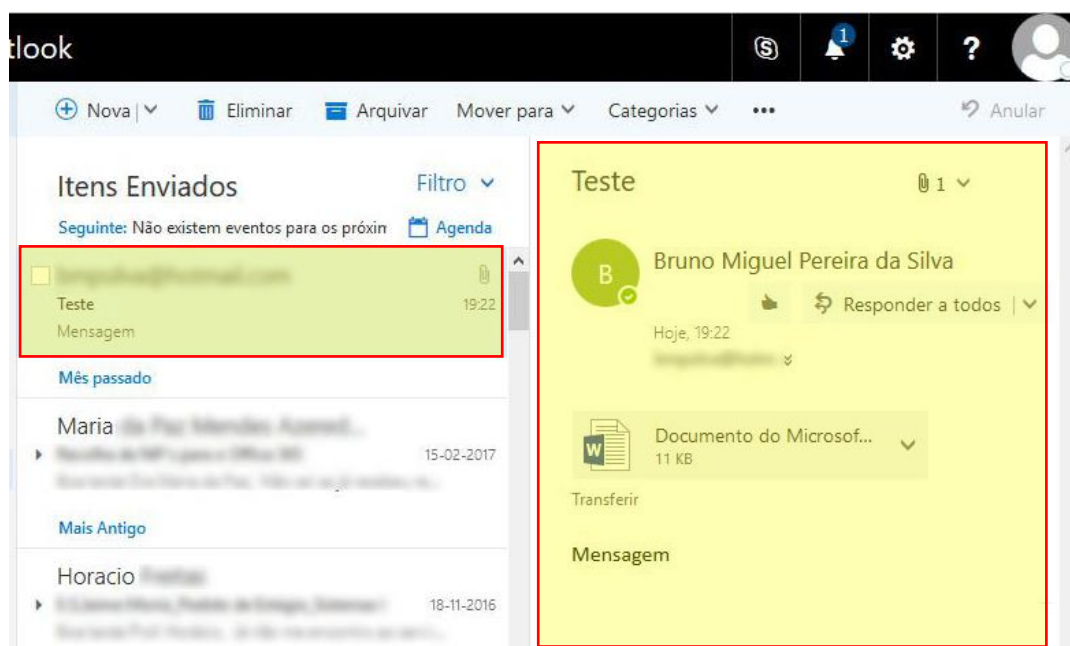 tlook
1
?
Nova
Eliminar
Arquivar
Mover para
Categorias
•••
Anular
Itens Enviados
Filtro
Seguinte: Não existem eventos para os próxin
Agenda
Teste
19:22
Mensagem
Mês passado
Maria
15-02-2017
Mais Antigo
Horacio
18-11-2016
Teste
1
B
Bruno Miguel Pereira da Silva
Responder a todos
Hoje, 19:22
W
Documento do Microsof...
11 KB
Transferir
Mensagem